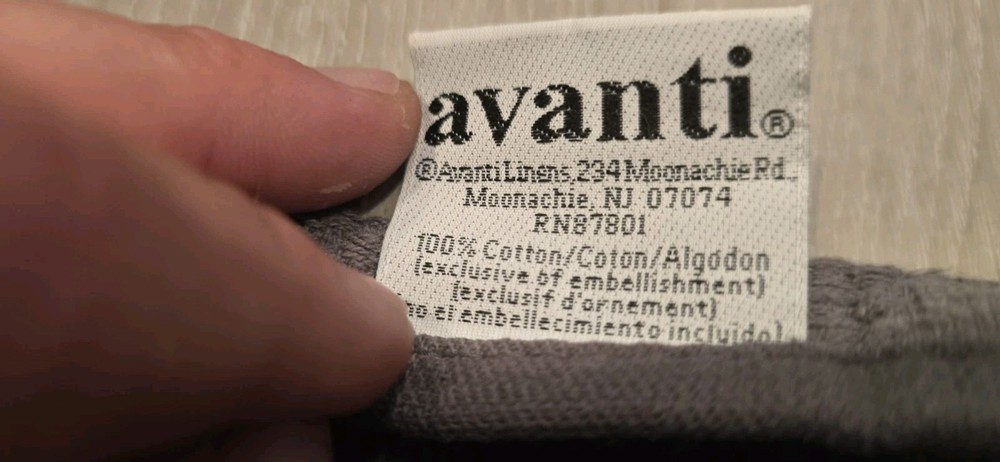 avanti®
®Avanti Linens, 234 Moonachie Rd.,
Moonachie, NJ 07074
RN87801
100% Cotton/Coton/Algodon
(exclusive of embellishment)
(exclusif d'ornement)
no el embellecimiento incluido)